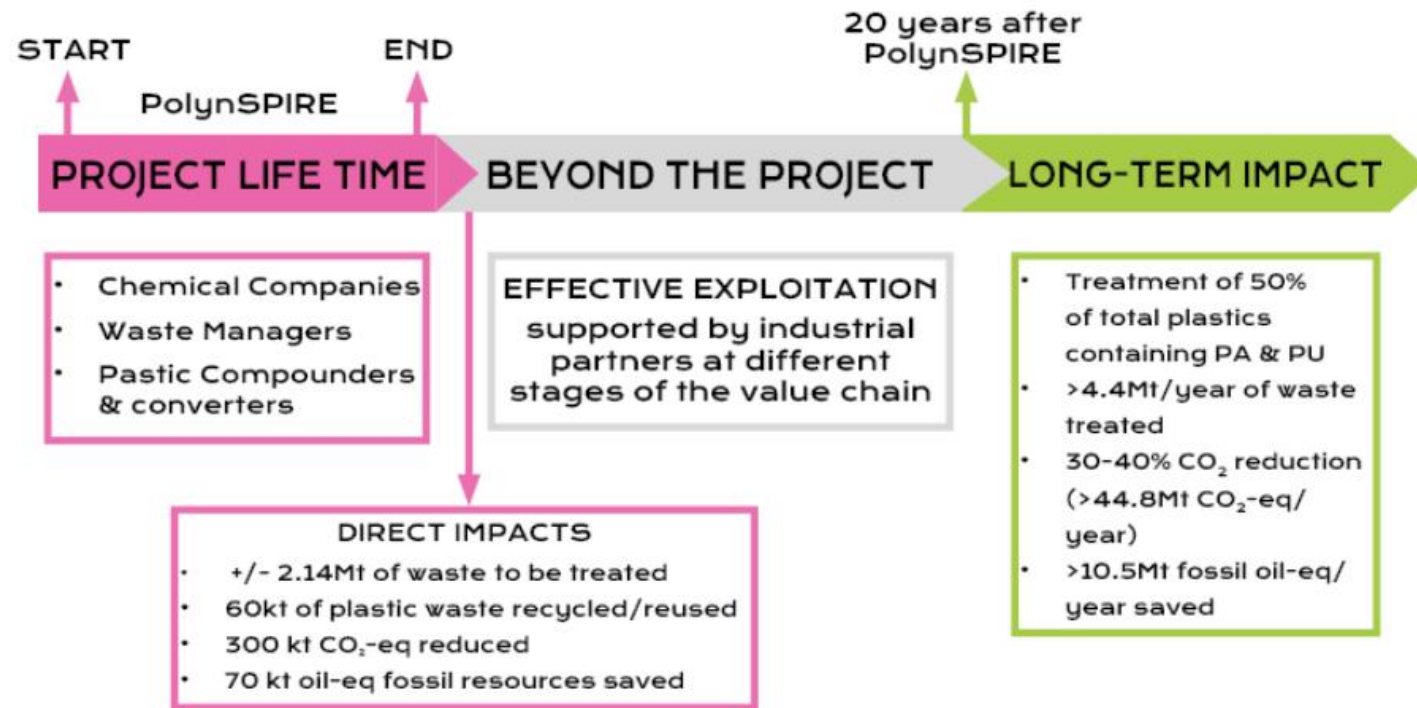 START
END
20 years after
PolynSPIRE
PolynSPIRE
PROJECT LIFE TIME
BEYOND THE PROJECT
LONG-TERM IMPACT
• Chemical Companies
• Waste Managers
• Pastic Compounders
& converters
EFFECTIVE EXPLOITATION
supported by industrial
partners at different
stages of the value chain
• Treatment of 50%
of total plastics
containing PA & PU
• >4.4Mt/year of waste
treated
• 30-40% CO₂ reduction
(>44.8Mt CO₂-eq/
year)
• >10.5Mt fossil oil-eq/
year saved
DIRECT IMPACTS
• +/- 2.14Mt of waste to be treated
• 60kt of plastic waste recycled/reused
• 300 kt CO₂-eq reduced
• 70 kt oil-eq fossil resources saved